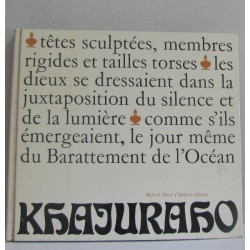 têtes sculptées, membres
rigides et tailles torses les
dieux se dressaient dans la
juxtaposition du silence et
de la lumière comme s'ils
émergeaient, le jour même
du Barattement de l'Océan
KHAJURAHO